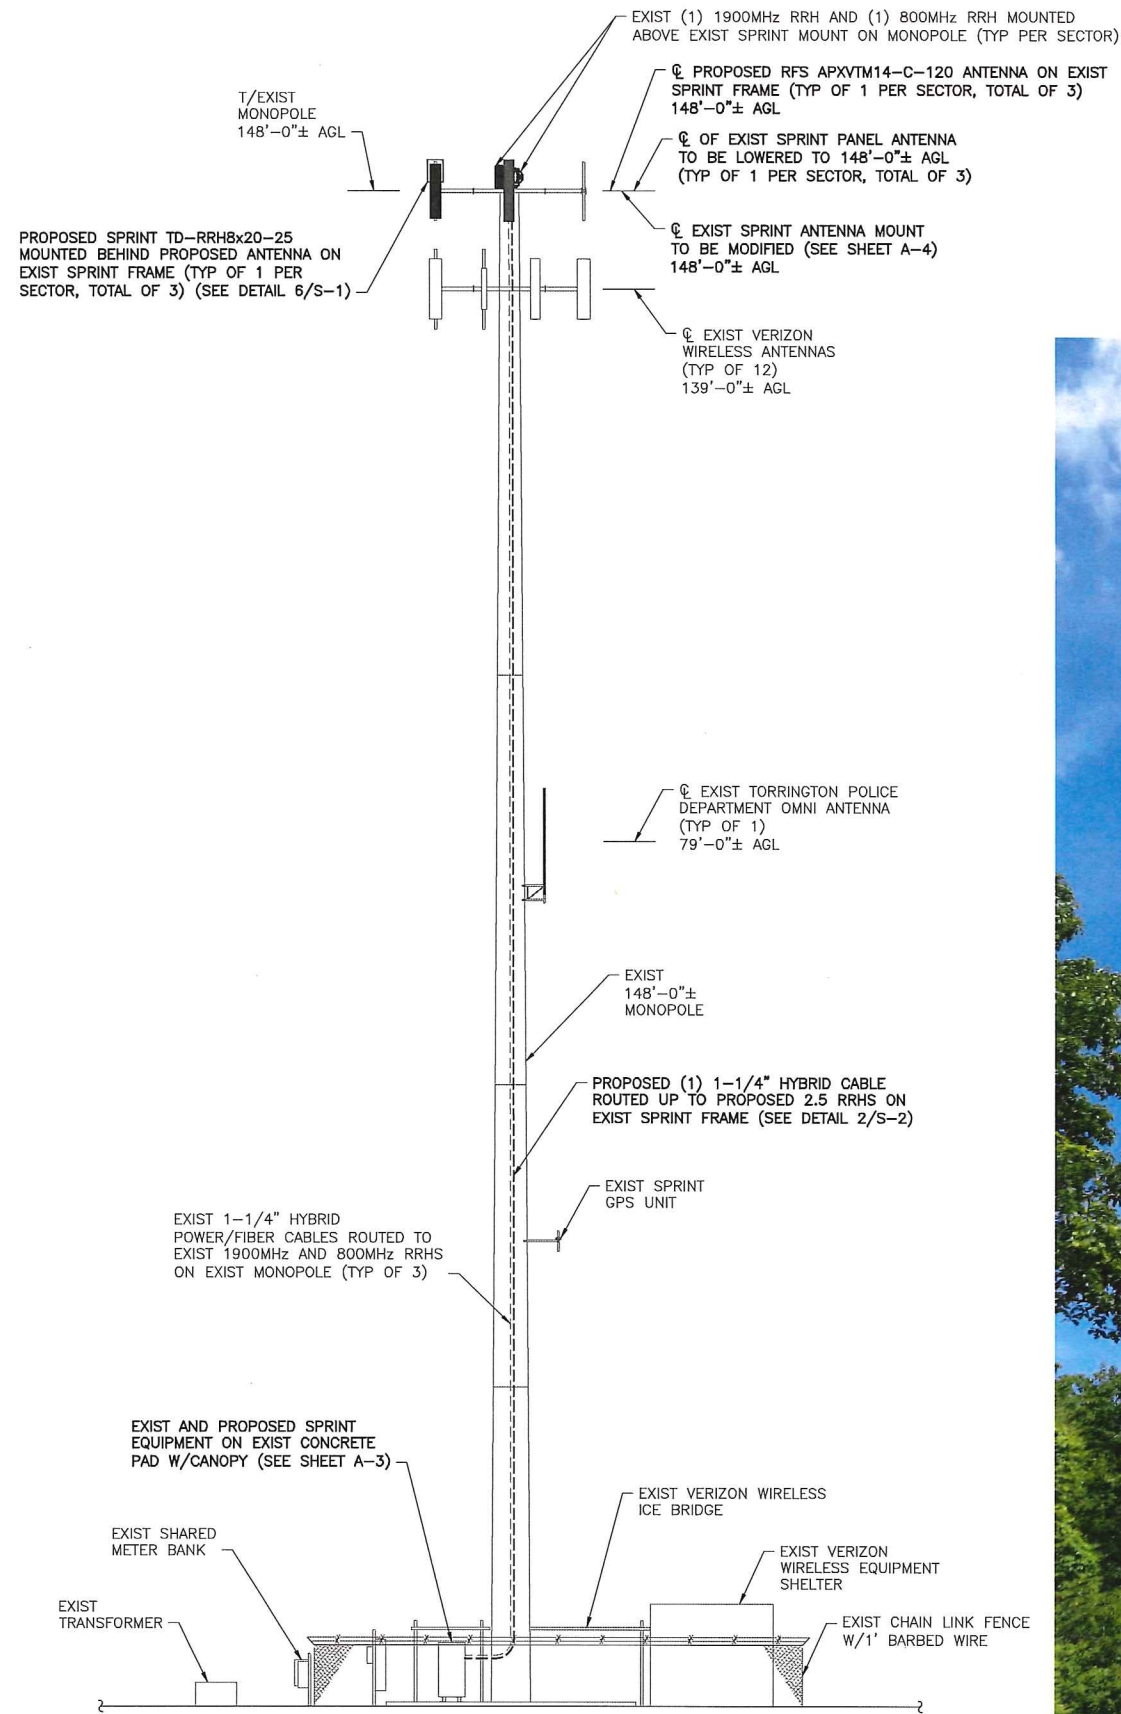 EXIST (1) 1900MHz RRH AND (1) 800MHz RRH MOUNTED
ABOVE EXIST SPRINT MOUNT ON MONOPOLE (TYP PER SECTOR)
℄ PROPOSED RFS APXVTM14-C-120 ANTENNA ON EXIST
SPRINT FRAME (TYP OF 1 PER SECTOR, TOTAL OF 3)
148'-0"± AGL
T/EXIST
MONOPOLE
148'-0"± AGL
℄ OF EXIST SPRINT PANEL ANTENNA
TO BE LOWERED TO 148'-0"± AGL
(TYP OF 1 PER SECTOR, TOTAL OF 3)
℄ EXIST SPRINT ANTENNA MOUNT
TO BE MODIFIED (SEE SHEET A-4)
148'-0"± AGL
PROPOSED SPRINT TD-RRH8x20-25
MOUNTED BEHIND PROPOSED ANTENNA ON
EXIST SPRINT FRAME (TYP OF 1 PER
SECTOR, TOTAL OF 3) (SEE DETAIL 6/S-1)
℄ EXIST VERIZON
WIRELESS ANTENNAS
(TYP OF 12)
139'-0"± AGL
℄ EXIST TORRINGTON POLICE
DEPARTMENT OMNI ANTENNA
(TYP OF 1)
79'-0"± AGL
EXIST
148'-0"±
MONOPOLE
PROPOSED (1) 1-1/4" HYBRID CABLE
ROUTED UP TO PROPOSED 2.5 RRHS ON
EXIST SPRINT FRAME (SEE DETAIL 2/S-2)
EXIST SPRINT
GPS UNIT
EXIST 1-1/4" HYBRID
POWER/FIBER CABLES ROUTED TO
EXIST 1900MHz AND 800MHz RRHS
ON EXIST MONOPOLE (TYP OF 3)
EXIST AND PROPOSED SPRINT
EQUIPMENT ON EXIST CONCRETE
PAD W/CANOPY (SEE SHEET A-3)
EXIST VERIZON WIRELESS
ICE BRIDGE
EXIST SHARED
METER BANK
EXIST VERIZON
WIRELESS EQUIPMENT
SHELTER
EXIST
TRANSFORMER
EXIST CHAIN LINK FENCE
W/1' BARBED WIRE